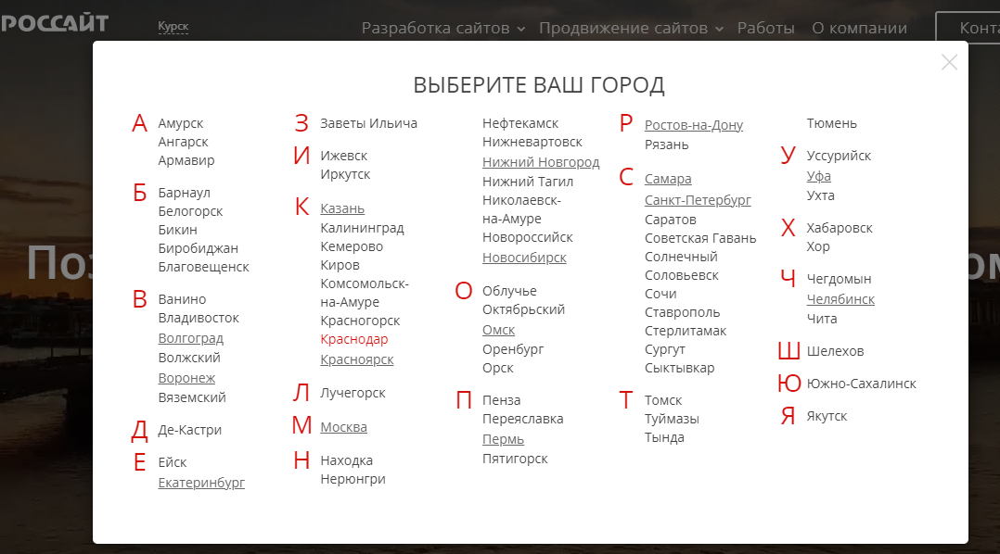 РОССАЙТ
Курск
Разработка сайтов
Продвижение сайтов
Работы
О компании
Конта
ВЫБЕРИТЕ ВАШ ГОРОД
А
Амурск
Ангарск
Армавир
Б
Барнаул
Белогорск
Бикин
Биробиджан
Благовещенск
В
Ванино
Владивосток
Волгоград
Волжский
Воронеж
Вяземский
Д
Де-Кастри
Е
Ейск
Екатеринбург
З
Заветы Ильича
И
Ижевск
Иркутск
К
Казань
Калининград
Кемерово
Киров
Комсомольск-
на-Амуре
Красногорск
Краснодар
Красноярск
Л
Лучегорск
М
Москва
Н
Находка
Нерюнгри
Нефтекамск
Нижневартовск
Нижний Новгород
Нижний Тагил
Николаевск-
на-Амуре
Новороссийск
Новосибирск
О
Облучье
Октябрьский
Омск
Оренбург
Орск
П
Пенза
Переяславка
Пермь
Пятигорск
Р
Ростов-на-Дону
Рязань
С
Самара
Санкт-Петербург
Саратов
Советская Гавань
Солнечный
Соловьевск
Сочи
Ставрополь
Стерлитамак
Сургут
Сыктывкар
Т
Томск
Туймазы
Тында
Тюмень
У
Уссурийск
Уфа
Ухта
Х
Хабаровск
Хор
Ч
Чегдомын
Челябинск
Чита
Ш
Шелехов
Ю
Южно-Сахалинск
Я
Якутск